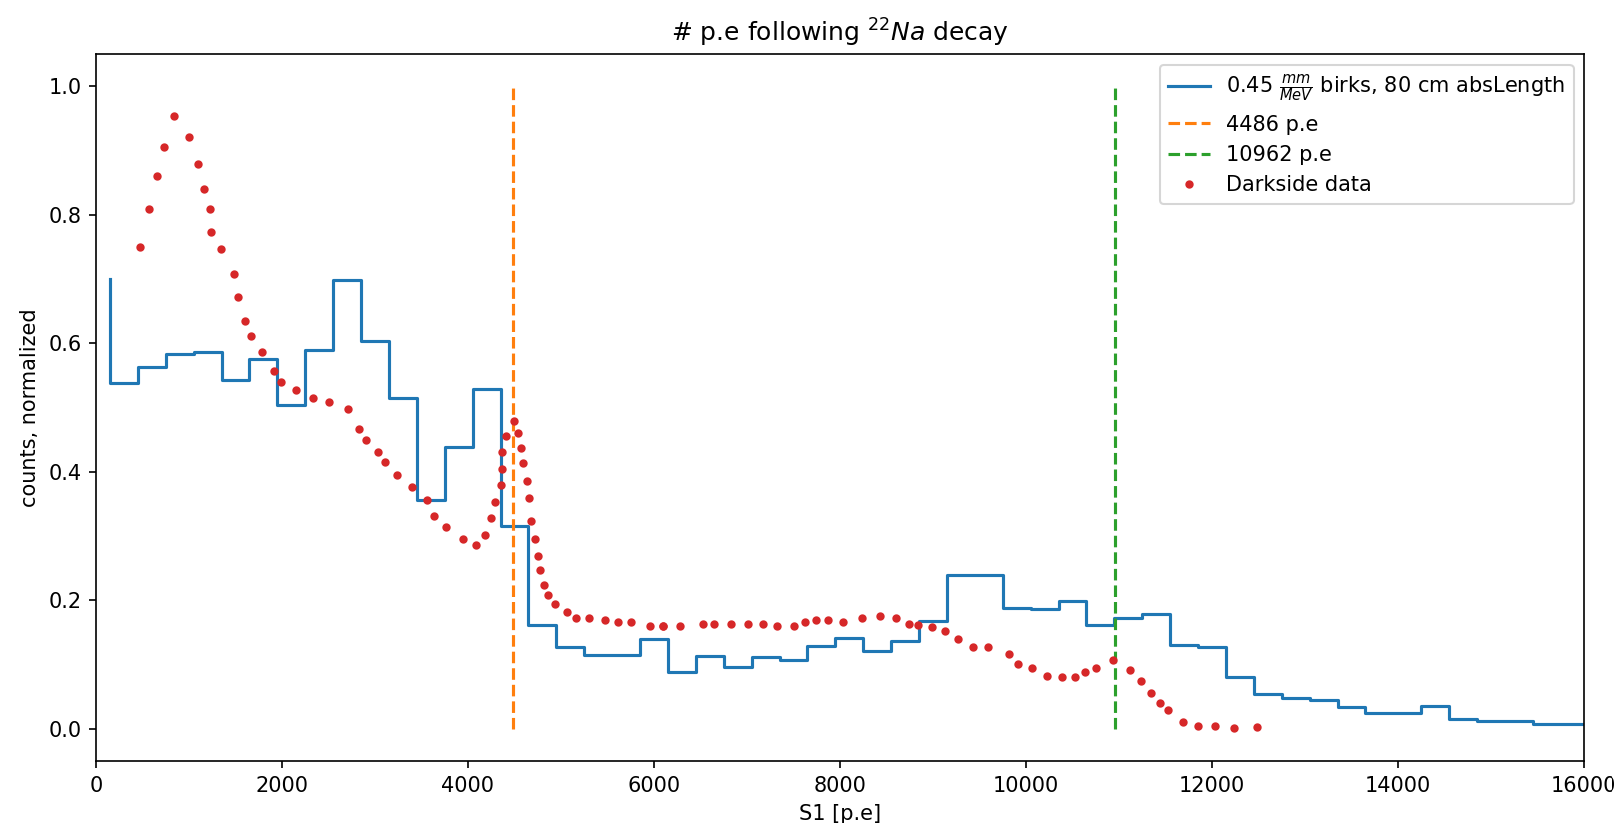 # p.e following ²²Na decay
counts, normalized
1.0
0.8
0.6
0.4
0.2
0.0
0.45 mm/MeV birks, 80 cm absLength
4486 p.e
10962 p.e
Darkside data
0 2000 4000 6000 8000 10000 12000 14000 16000
S1 [p.e]